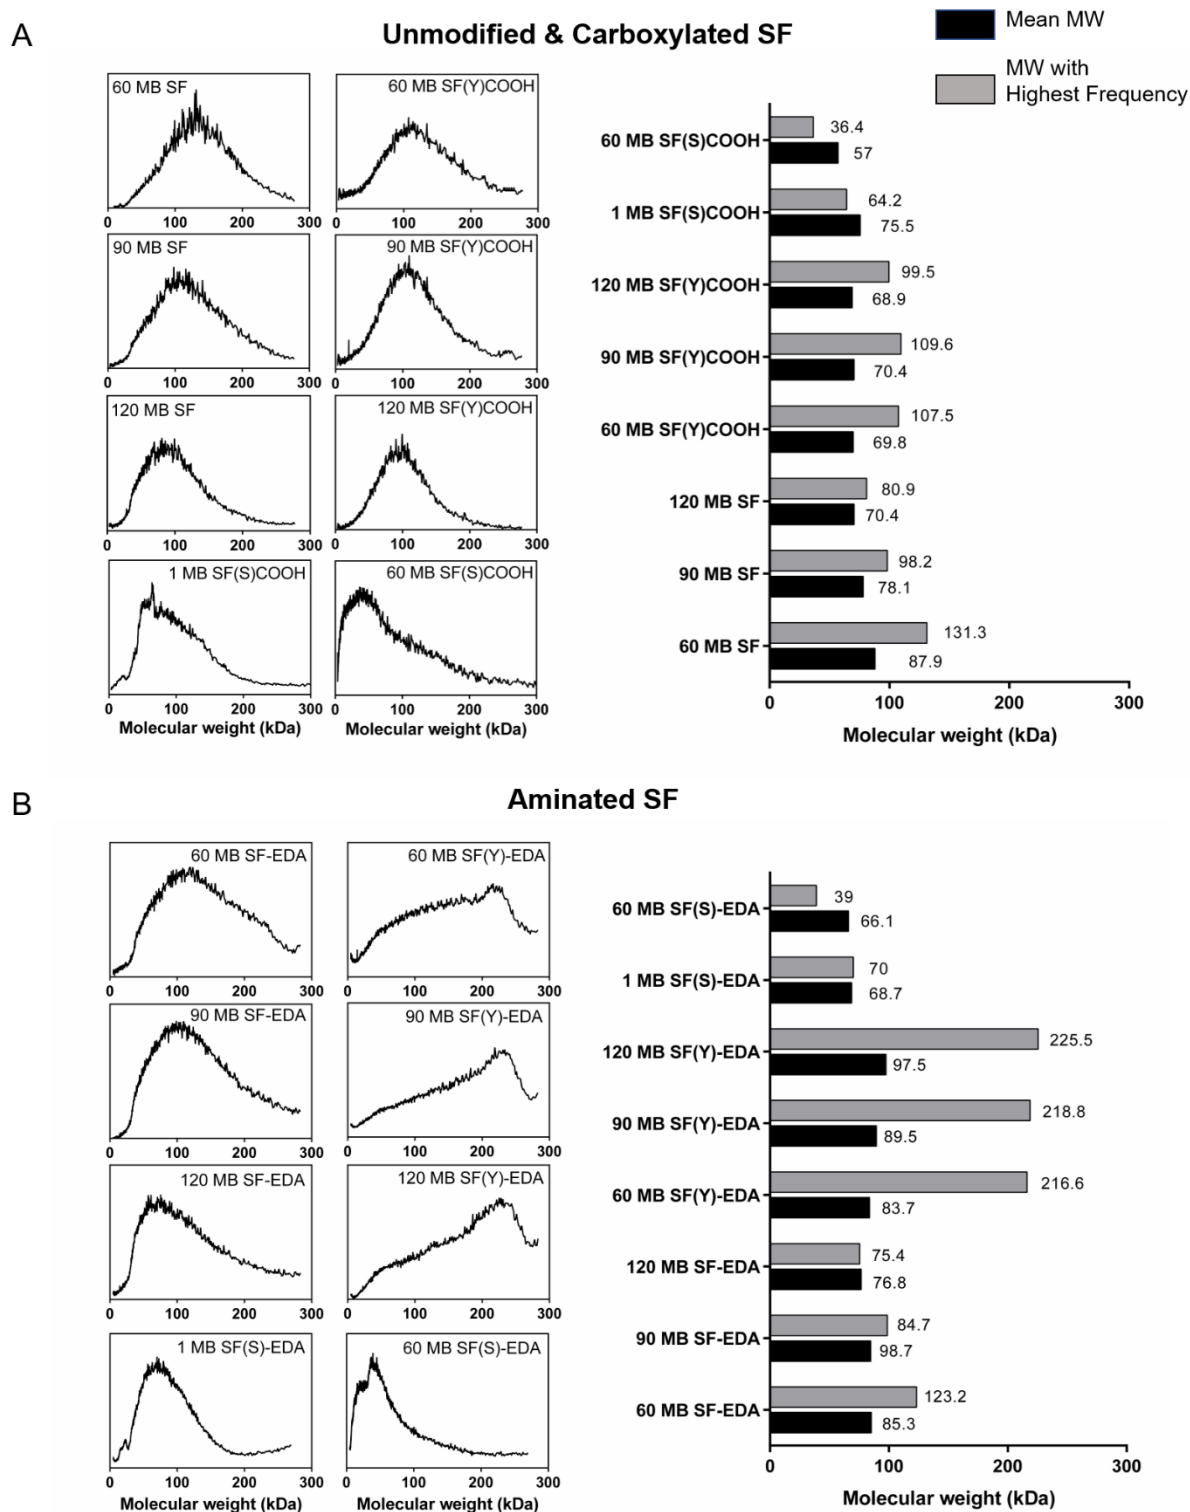 A
Unmodified & Carboxylated SF
Mean MW
MW with
Highest Frequency
60 MB SF
0 100 200 300
60 MB SF(Y)COOH
0 100 200 300
90 MB SF
0 100 200 300
90 MB SF(Y)COOH
0 100 200 300
120 MB SF
0 100 200 300
120 MB SF(Y)COOH
0 100 200 300
1 MB SF(S)COOH
0 100 200 300
Molecular weight (kDa)
60 MB SF(S)COOH
0 100 200 300
Molecular weight (kDa)
60 MB SF(S)COOH
36.4
57
1 MB SF(S)COOH
64.2
75.5
120 MB SF(Y)COOH
99.5
68.9
90 MB SF(Y)COOH
109.6
70.4
60 MB SF(Y)COOH
107.5
69.8
120 MB SF
80.9
70.4
90 MB SF
98.2
78.1
60 MB SF
131.3
87.9
0 100 200 300
Molecular weight (kDa)
B
Aminated SF
60 MB SF-EDA
0 100 200 300
60 MB SF(Y)-EDA
0 100 200 300
90 MB SF-EDA
0 100 200 300
90 MB SF(Y)-EDA
0 100 200 300
120 MB SF-EDA
0 100 200 300
120 MB SF(Y)-EDA
0 100 200 300
1 MB SF(S)-EDA
0 100 200 300
Molecular weight (kDa)
60 MB SF(S)-EDA
0 100 200 300
Molecular weight (kDa)
60 MB SF(S)-EDA
39
66.1
1 MB SF(S)-EDA
70
68.7
120 MB SF(Y)-EDA
225.5
97.5
90 MB SF(Y)-EDA
218.8
89.5
60 MB SF(Y)-EDA
216.6
83.7
120 MB SF-EDA
75.4
76.8
90 MB SF-EDA
84.7
98.7
60 MB SF-EDA
123.2
85.3
0 100 200 300
Molecular weight (kDa)